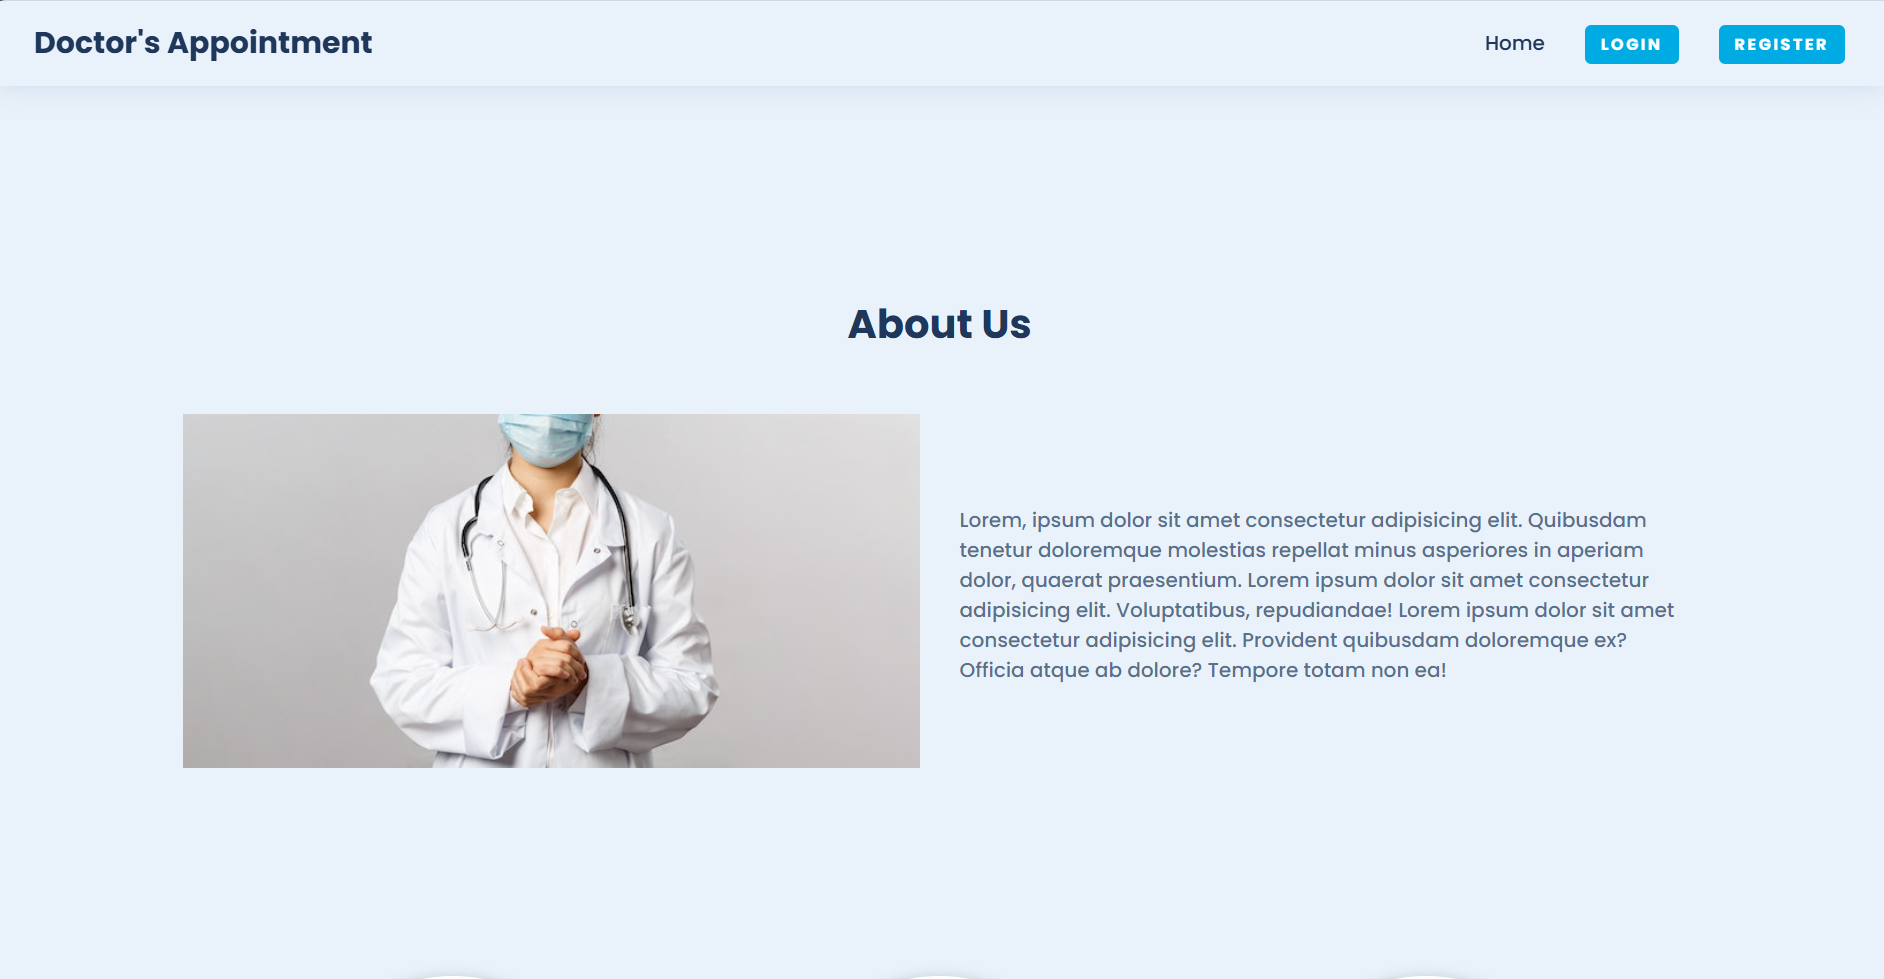 Doctor's Appointment
Home
LOGIN
REGISTER
About Us
Lorem, ipsum dolor sit amet consectetur adipisicing elit. Quibusdam
tenetur doloremque molestias repellat minus asperiores in aperiam
dolor, quaerat praesentium. Lorem ipsum dolor sit amet consectetur
adipisicing elit. Voluptatibus, repudiandae! Lorem ipsum dolor sit amet
consectetur adipisicing elit. Provident quibusdam doloremque ex?
Officia atque ab dolore? Tempore totam non ea!